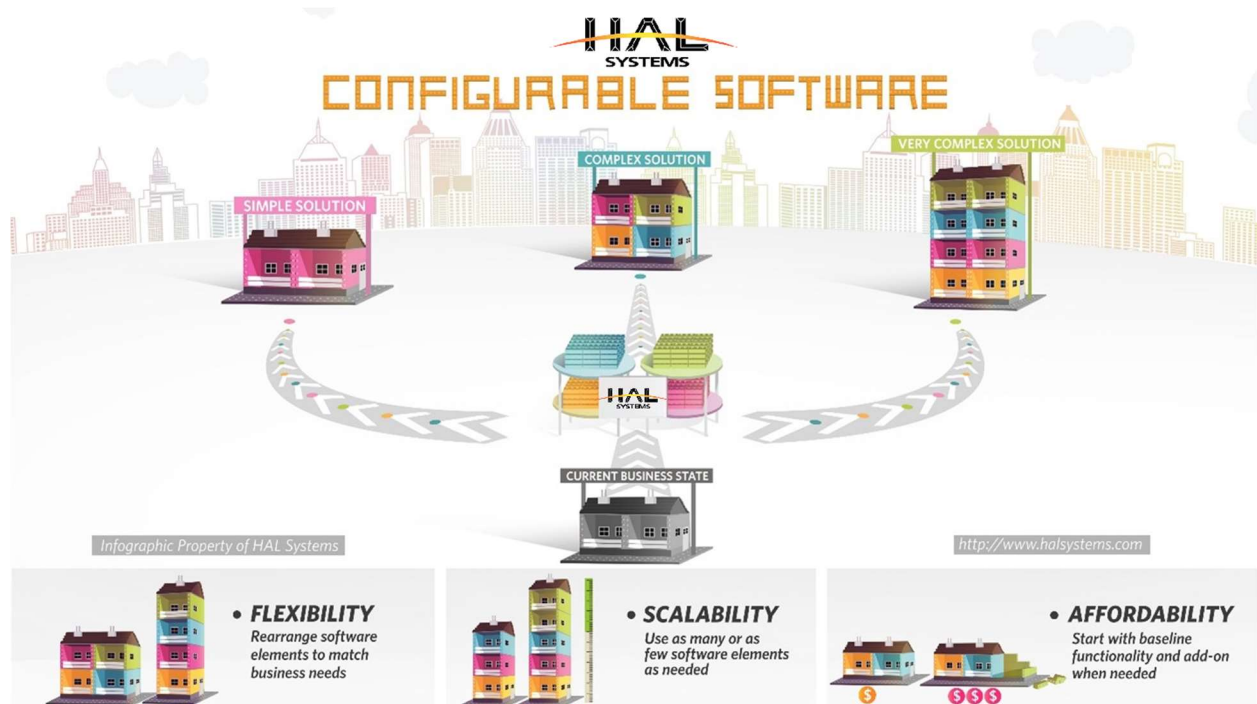 HAL
SYSTEMS
CONFIGURABLE SOFTWARE
SIMPLE SOLUTION
COMPLEX SOLUTION
VERY COMPLEX SOLUTION
HAL
SYSTEMS
CURRENT BUSINESS STATE
Infographic Property of HAL Systems
http://www.halsystems.com
• FLEXIBILITY
Rearrange software
elements to match
business needs
• SCALABILITY
Use as many or as
few software elements
as needed
• AFFORDABILITY
Start with baseline
functionality and add-on
when needed
$
$ $ $